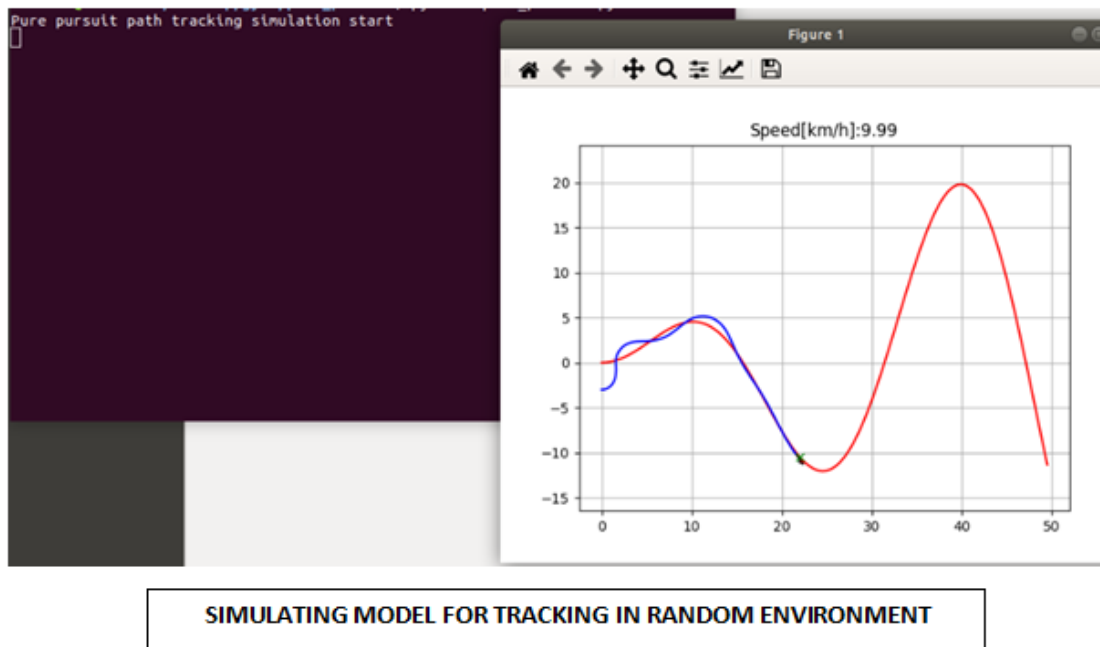 Pure pursuit path tracking simulation start
Figure 1
Speed[km/h]:9.99
20
15
10
5
0
−5
−10
−15
0 10 20 30 40 50
SIMULATING MODEL FOR TRACKING IN RANDOM ENVIRONMENT